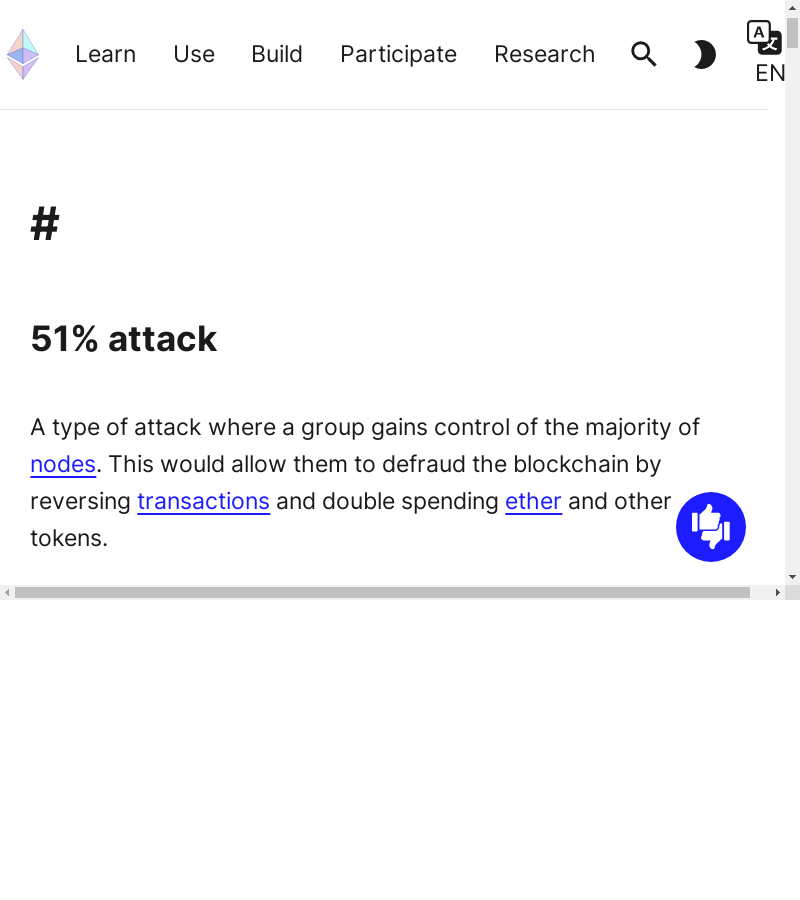 Learn Use Build Participate Research
EN
#
51% attack
A type of attack where a group gains control of the majority of
nodes. This would allow them to defraud the blockchain by
reversing transactions and double spending ether and other
tokens.